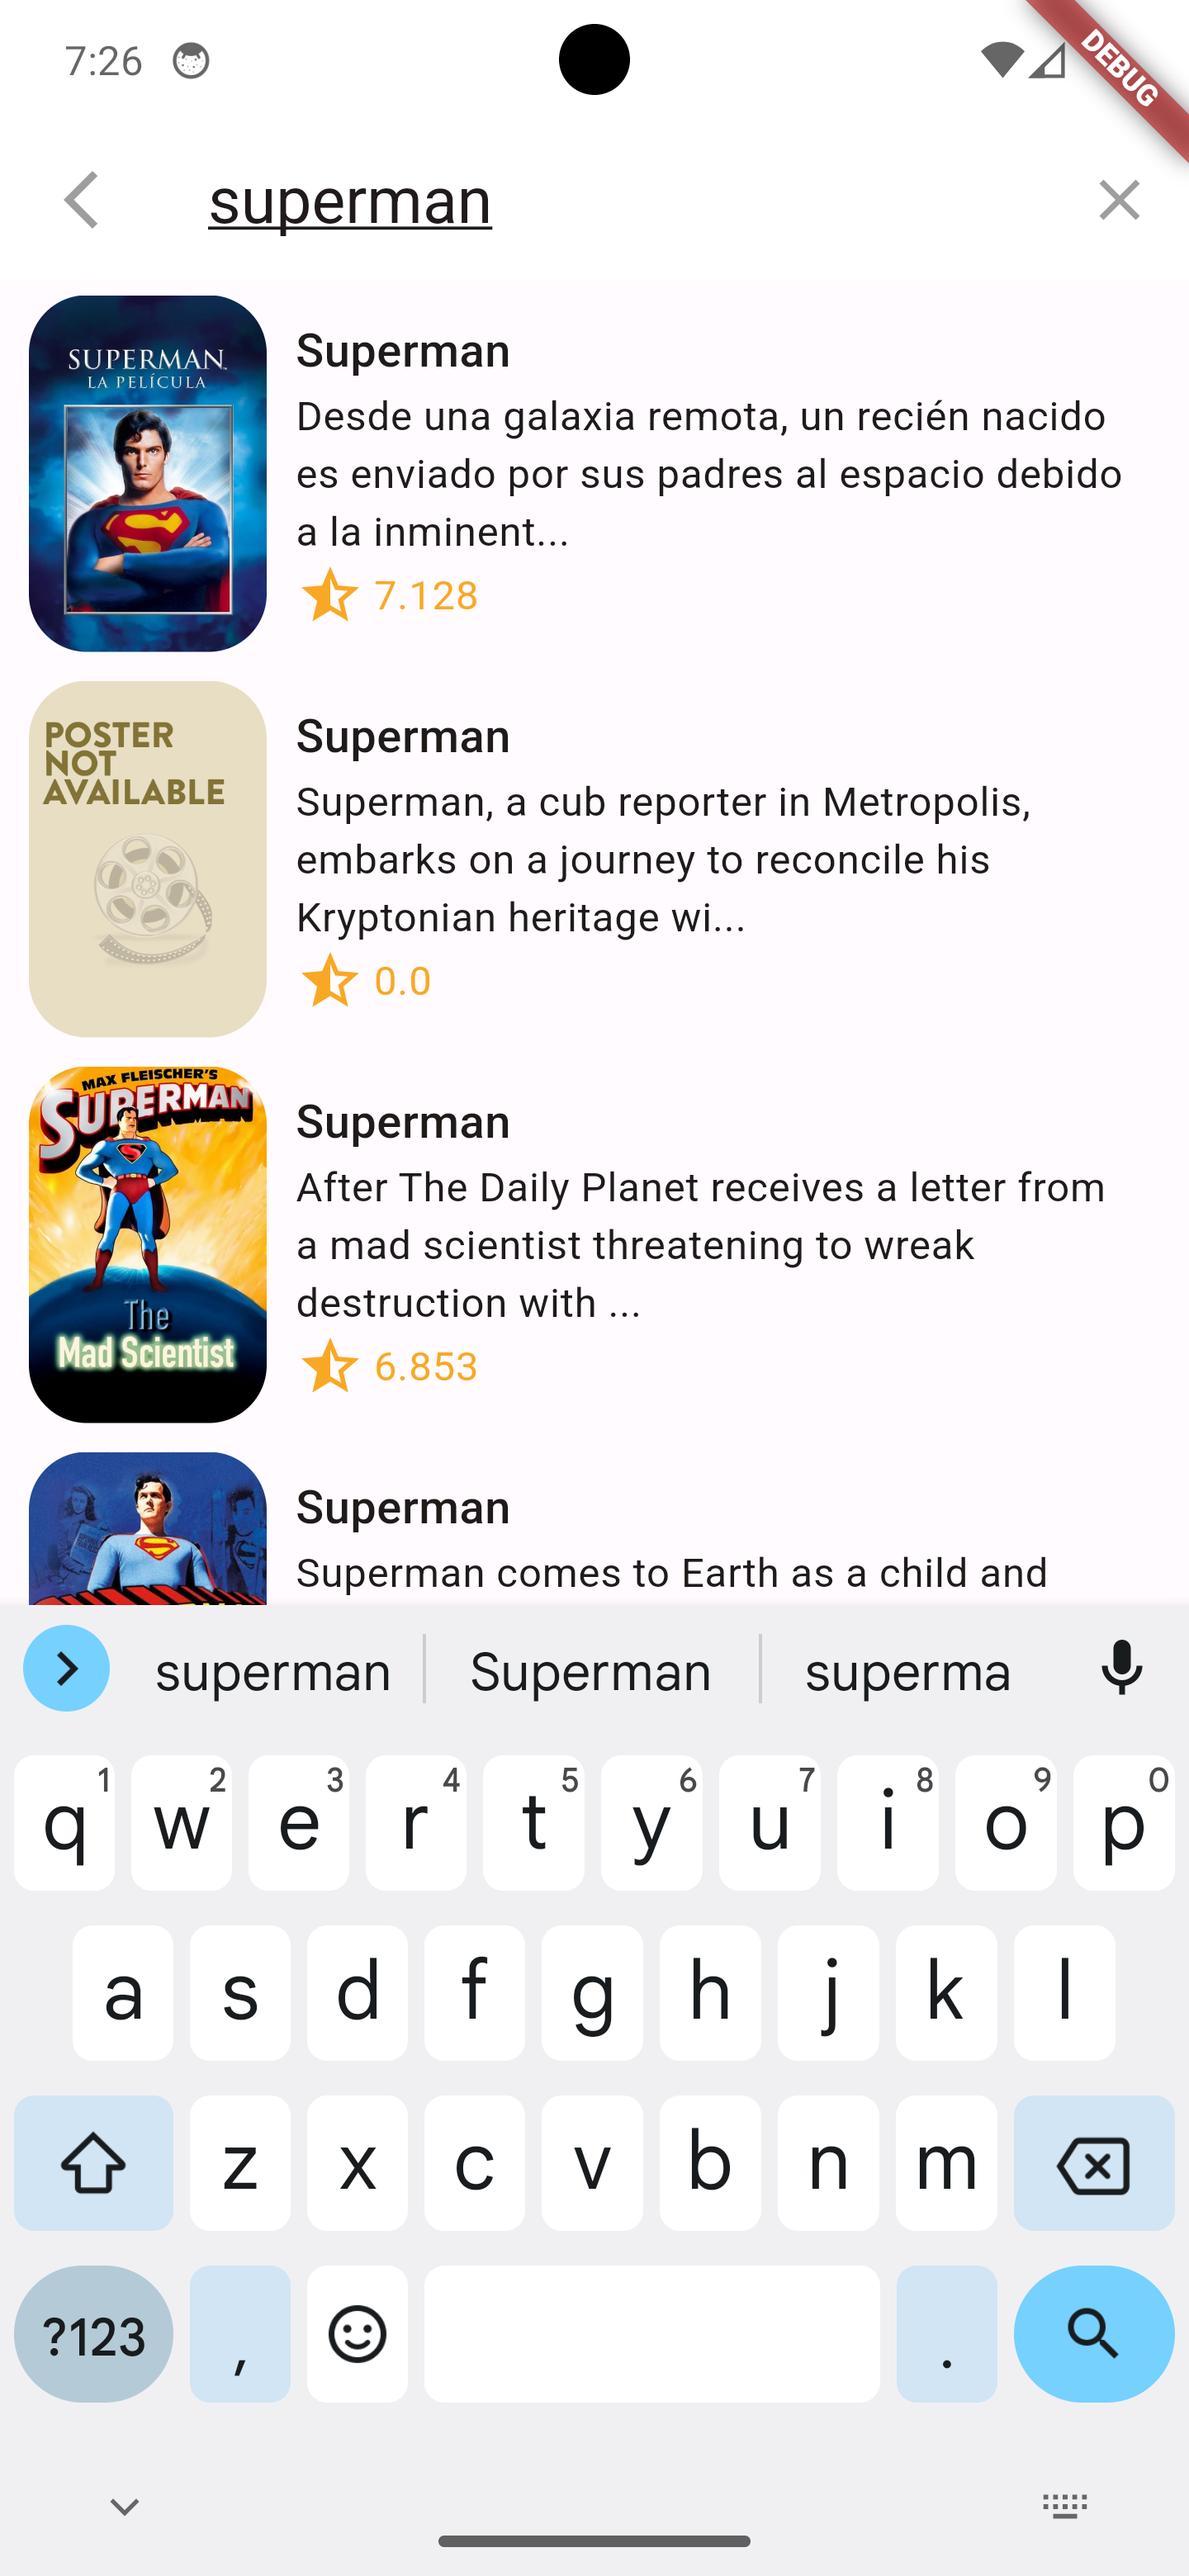 7:26
DEBUG
superman
SUPERMAN
LA PELÍCULA
Superman
Desde una galaxia remota, un recién nacido
es enviado por sus padres al espacio debido
a la inminent...
7.128
POSTER
NOT
AVAILABLE
Superman
Superman, a cub reporter in Metropolis,
embarks on a journey to reconcile his
Kryptonian heritage wi...
0.0
MAX FLEISCHER'S
SUPERMAN
The
Mad Scientist
Superman
After The Daily Planet receives a letter from
a mad scientist threatening to wreak
destruction with ...
6.853
Superman
Superman comes to Earth as a child and
superman Superman superma
1 2 3 4 5 6 7 8 9 0
q w e r t y u i o p
a s d f g h j k l
z x c v b n m
?123 , .